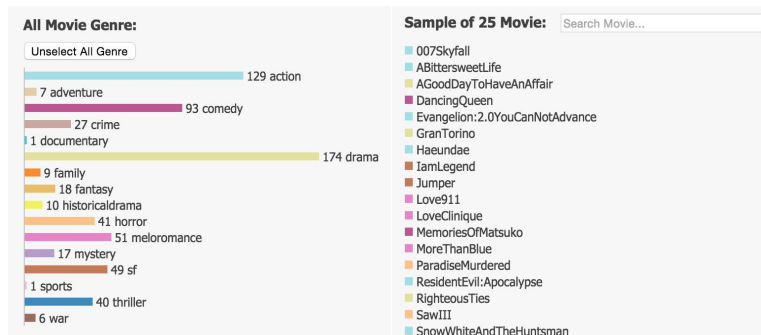 All Movie Genre:
Unselect All Genre
129 action
7 adventure
93 comedy
27 crime
1 documentary
174 drama
9 family
18 fantasy
10 historicaldrama
41 horror
51 meloromance
17 mystery
49 sf
1 sports
40 thriller
6 war
Sample of 25 Movie:
Search Movie...
007Skyfall
ABittersweetLife
AGoodDayToHaveAnAffair
DancingQueen
Evangelion:2.0YouCanNotAdvance
GranTorino
Haeundae
IamLegend
Jumper
Love911
LoveClinique
MemoriesOfMatsuko
MoreThanBlue
ParadiseMurdered
ResidentEvil:Apocalypse
RighteousTies
SawIII
SnowWhiteAndTheHuntsman